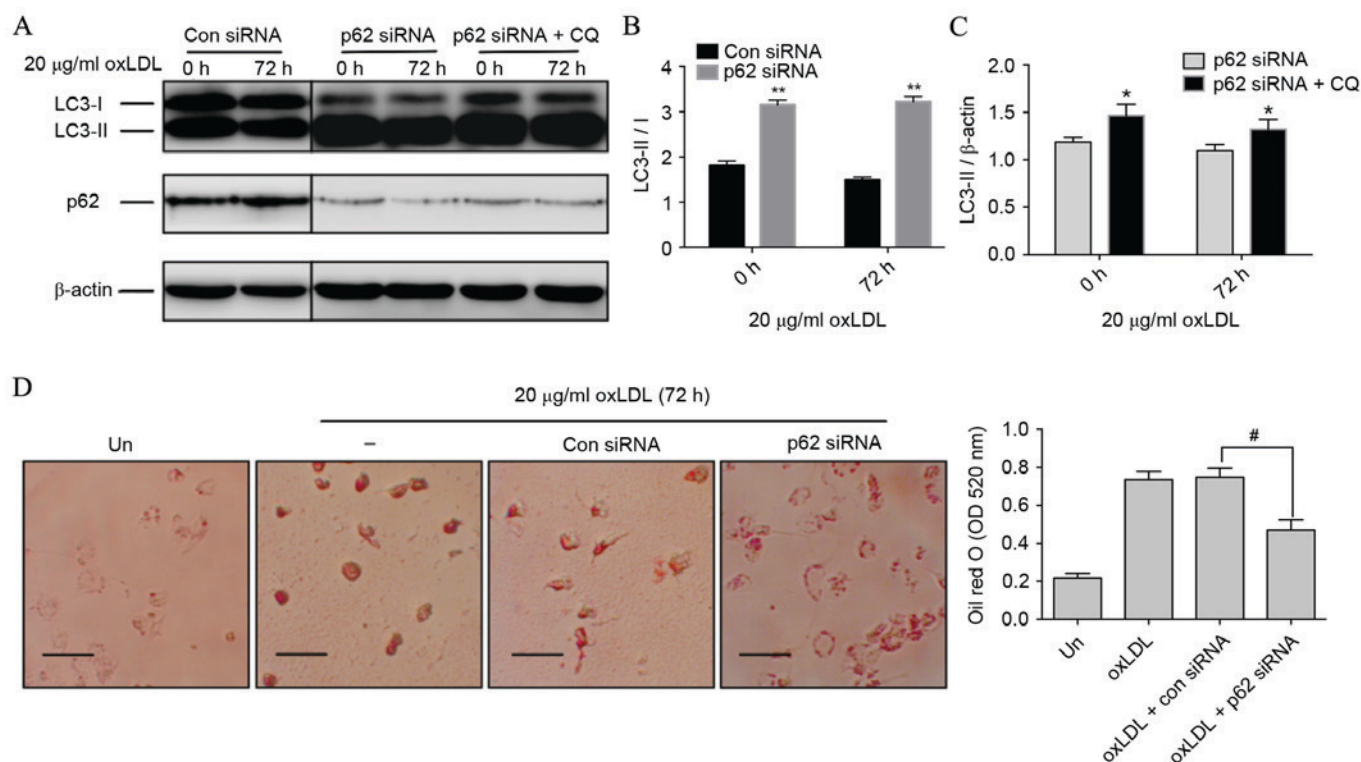 A
Con siRNA p62 siRNA p62 siRNA + CQ
20 µg/ml oxLDL 0 h 72 h 0 h 72 h 0 h 72 h
LC3-I
LC3-II
p62
β-actin
B
Con siRNA
p62 siRNA
LC3-II / I
4
3
2
1
0
** **
0 h 72 h
20 µg/ml oxLDL
C
p62 siRNA
p62 siRNA + CQ
LC3-II / β-actin
2.0
1.5
1.0
1.5
0.0
* *
0 h 72 h
20 µg/ml oxLDL
D
20 µg/ml oxLDL (72 h)
Un – Con siRNA p62 siRNA
Oil red O (OD 520 nm)
1.0
0.8
0.6
0.4
0.2
0.0
#
Un
oxLDL
oxLDL + con siRNA
oxLDL + p62 siRNA